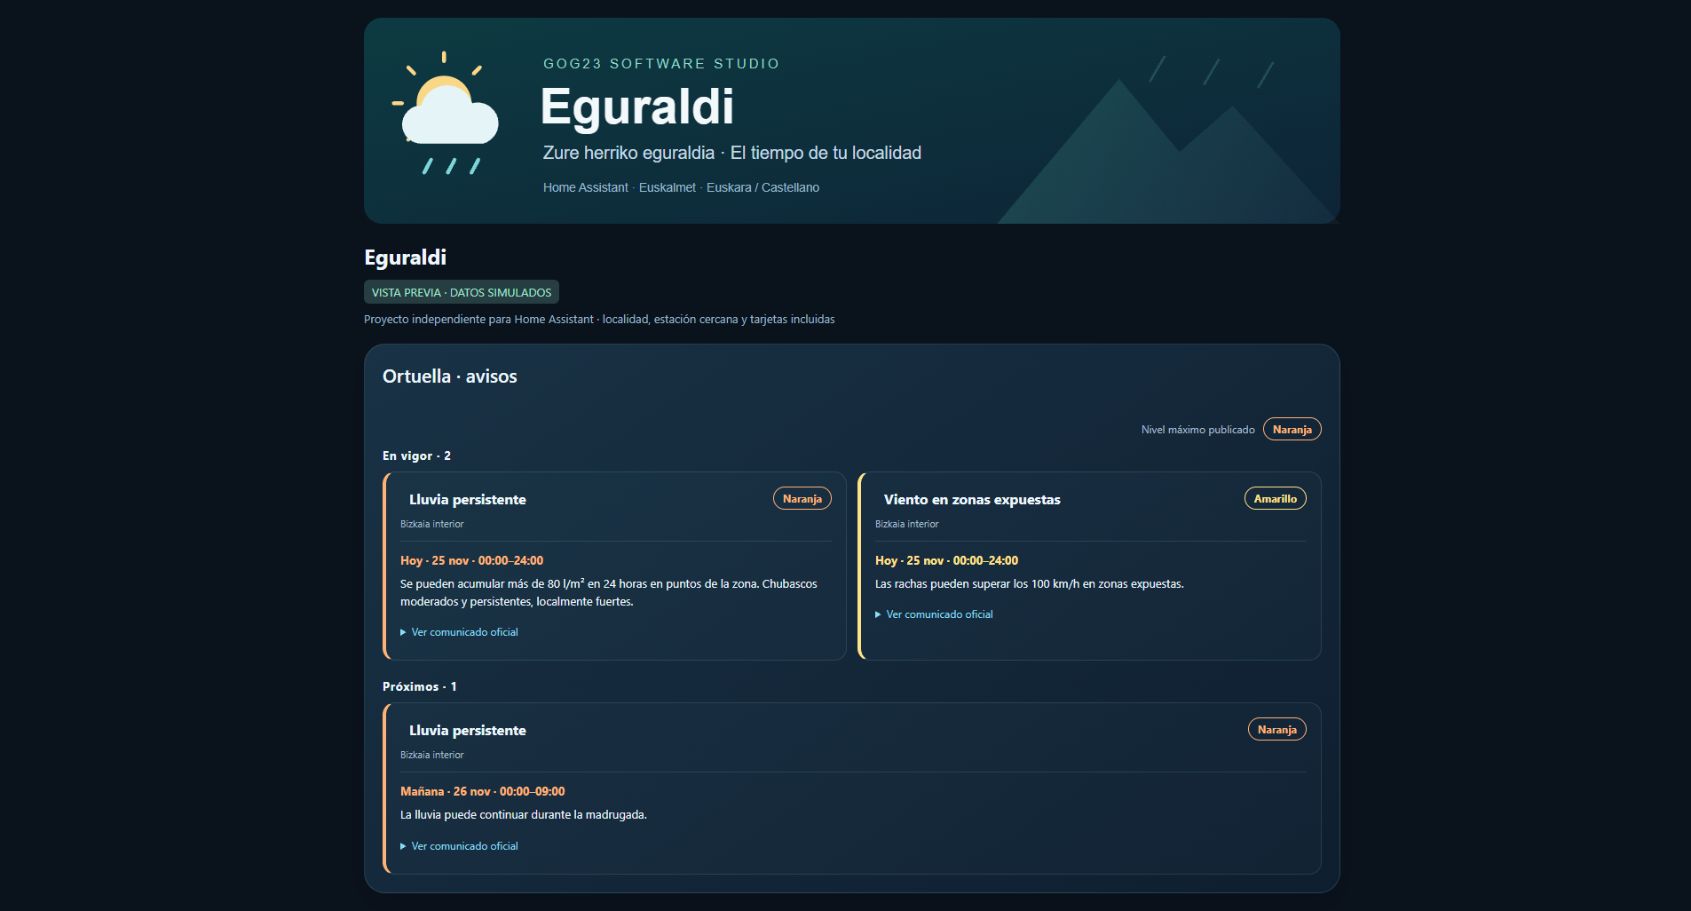 GOG23 SOFTWARE STUDIO
Eguraldi
Zure herriko eguraldia · El tiempo de tu localidad
Home Assistant · Euskalmet · Euskara / Castellano
Eguraldi
VISTA PREVIA · DATOS SIMULADOS
Proyecto independiente para Home Assistant · localidad, estación cercana y tarjetas incluidas
Ortuella · avisos
Nivel máximo publicado Naranja
En vigor · 2
Lluvia persistente Naranja
Bizkaia interior
Hoy · 25 nov · 00:00–24:00
Se pueden acumular más de 80 l/m² en 24 horas en puntos de la zona. Chubascos
moderados y persistentes, localmente fuertes.
Ver comunicado oficial
Viento en zonas expuestas Amarillo
Bizkaia interior
Hoy · 25 nov · 00:00–24:00
Las rachas pueden superar los 100 km/h en zonas expuestas.
Ver comunicado oficial
Próximos · 1
Lluvia persistente Naranja
Bizkaia interior
Mañana · 26 nov · 00:00–09:00
La lluvia puede continuar durante la madrugada.
Ver comunicado oficial